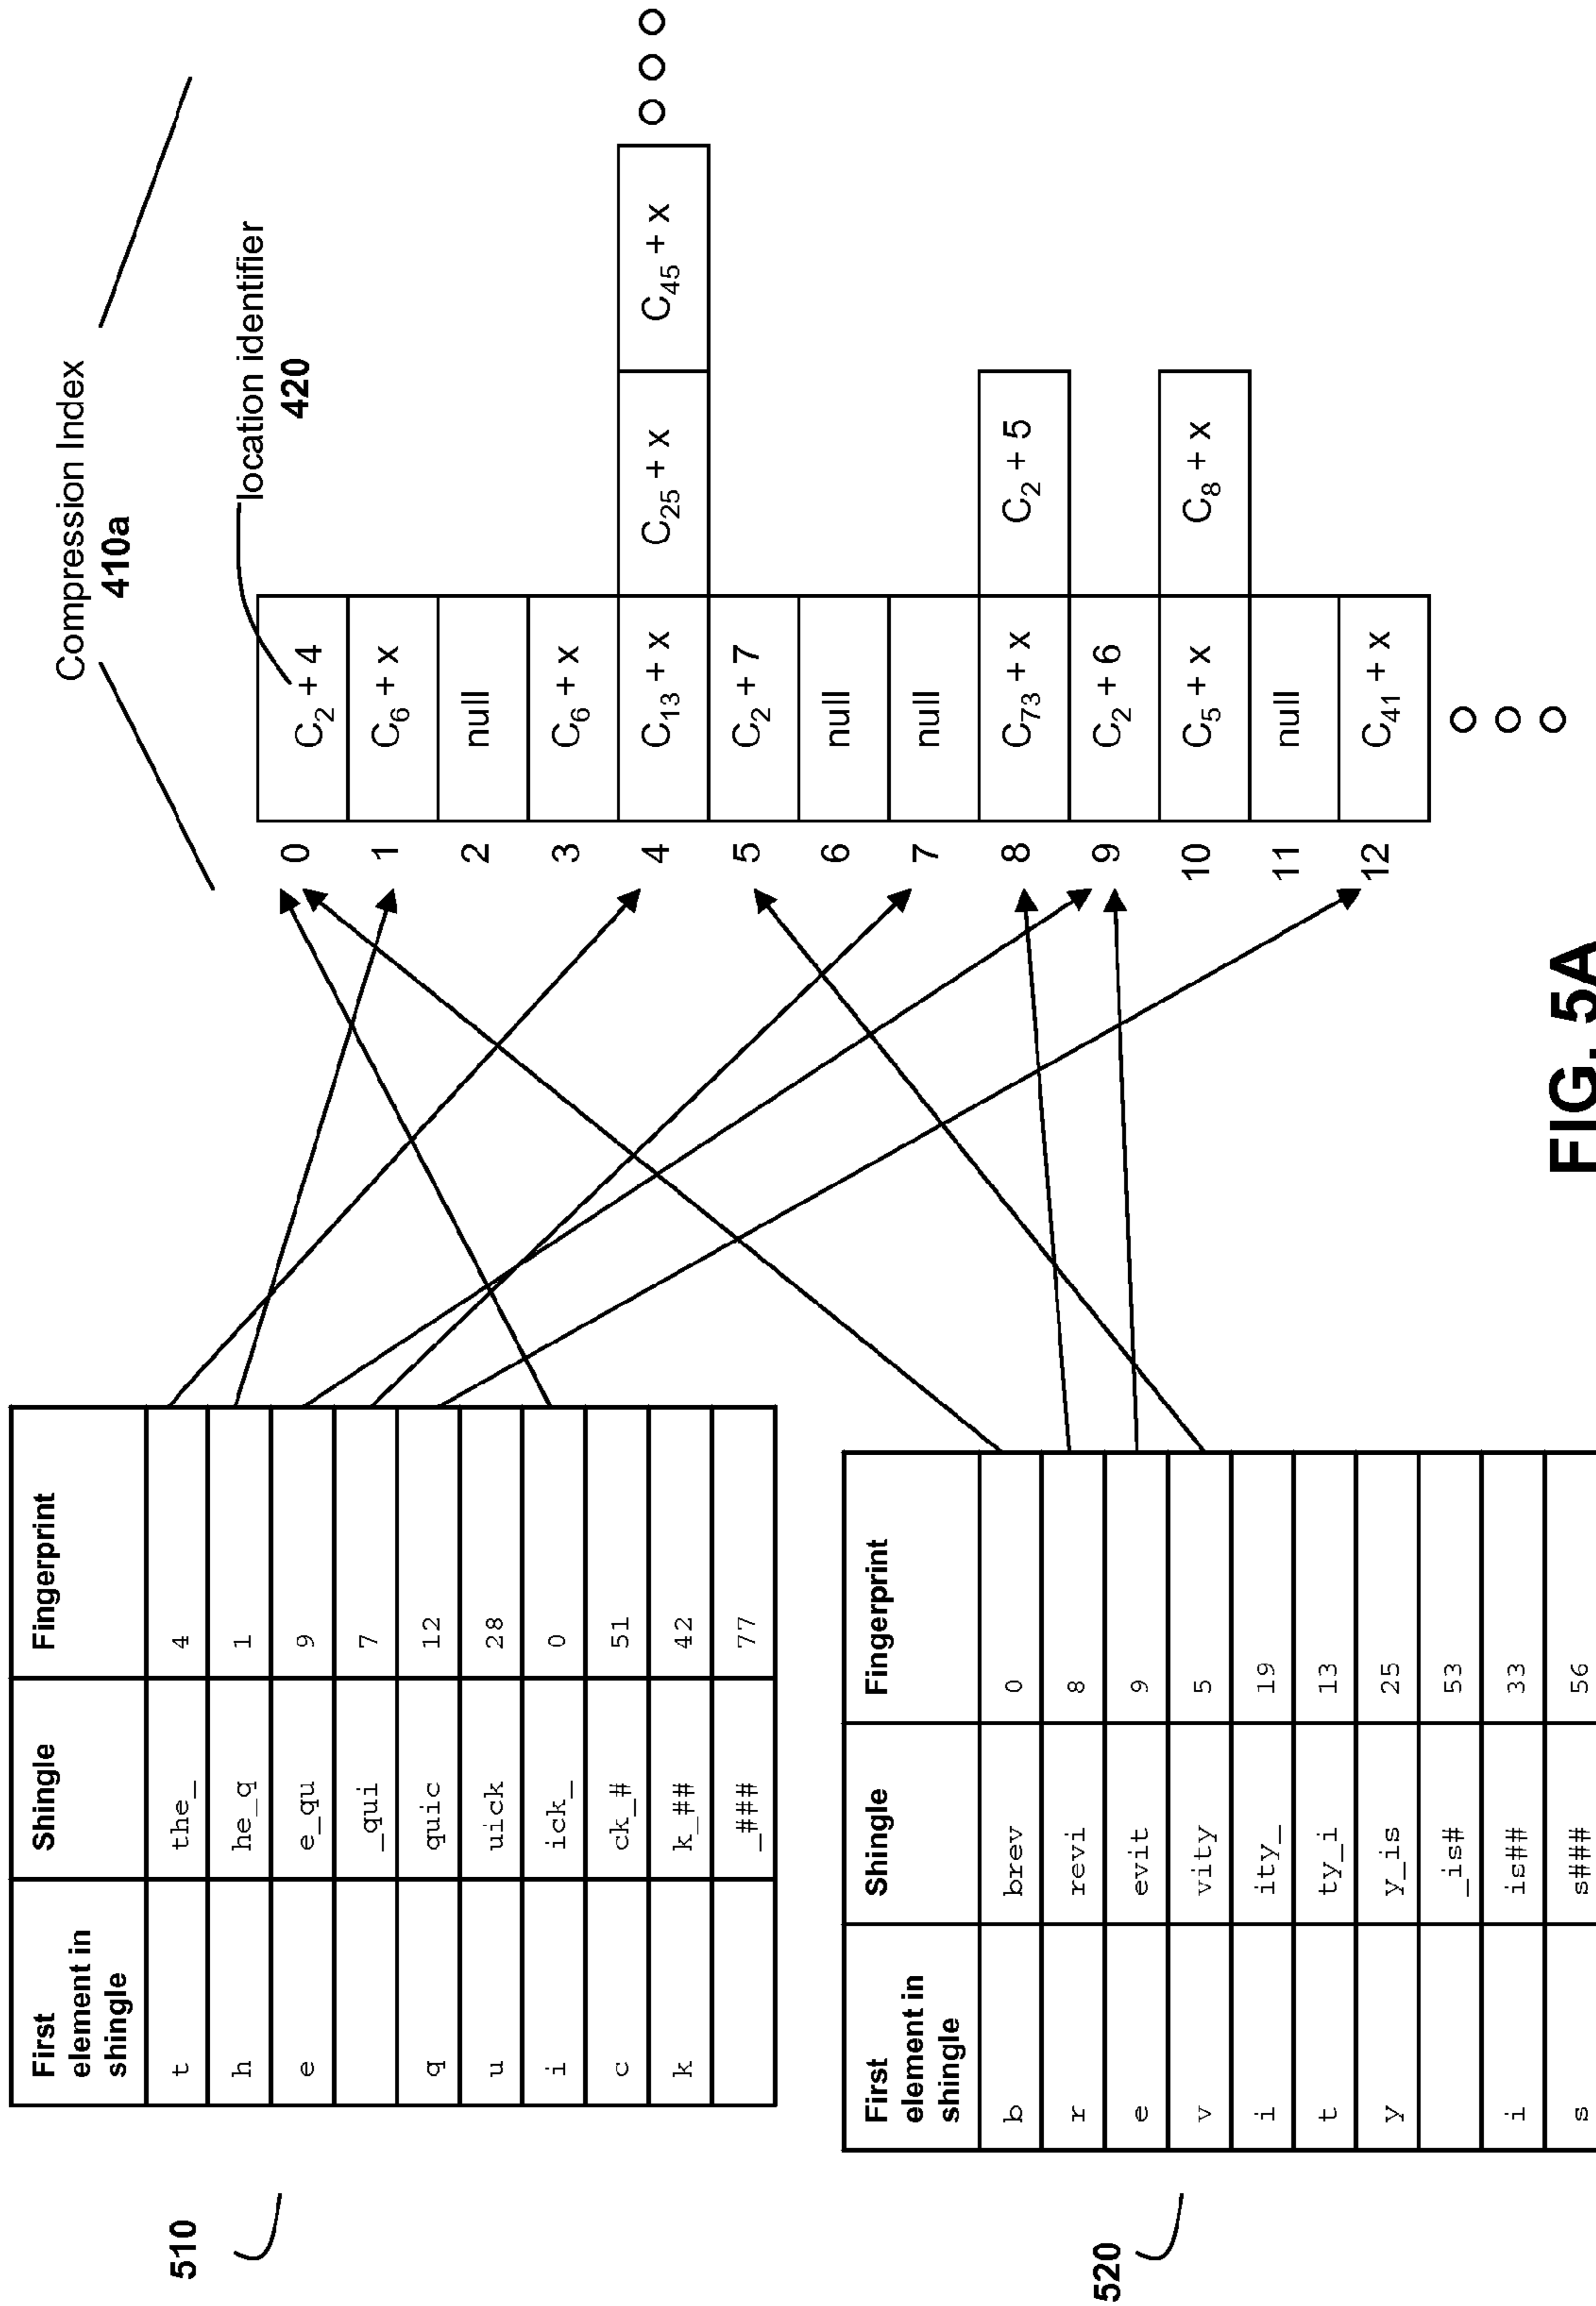 Compression Index
410a
location identifier
420
510
First element in shingle | Shingle | Fingerprint
t | the_ | 4
h | he_q | 1
e | e_qu | 9
 | _qui | 7
q | quic | 12
u | uick | 28
i | ick_ | 0
c | ck_# | 51
k | k_## | 42
 | _### | 77
520
First element in shingle | Shingle | Fingerprint
b | brev | 0
r | revi | 8
e | evit | 9
v | vity | 5
i | ity_ | 19
t | ty_i | 13
y | y_is | 25
 | _is# | 53
i | is## | 33
s | s### | 56
0 C2 + 4
1 C6 + x
2 null
3 C6 + x
4 C13 + x C25 + x C45 + x
5 C2 + 7
6 null
7 null
8 C73 + x C2 + 5
9 C2 + 6
10 C5 + x C8 + x
11 null
12 C41 + x
FIG. 5A